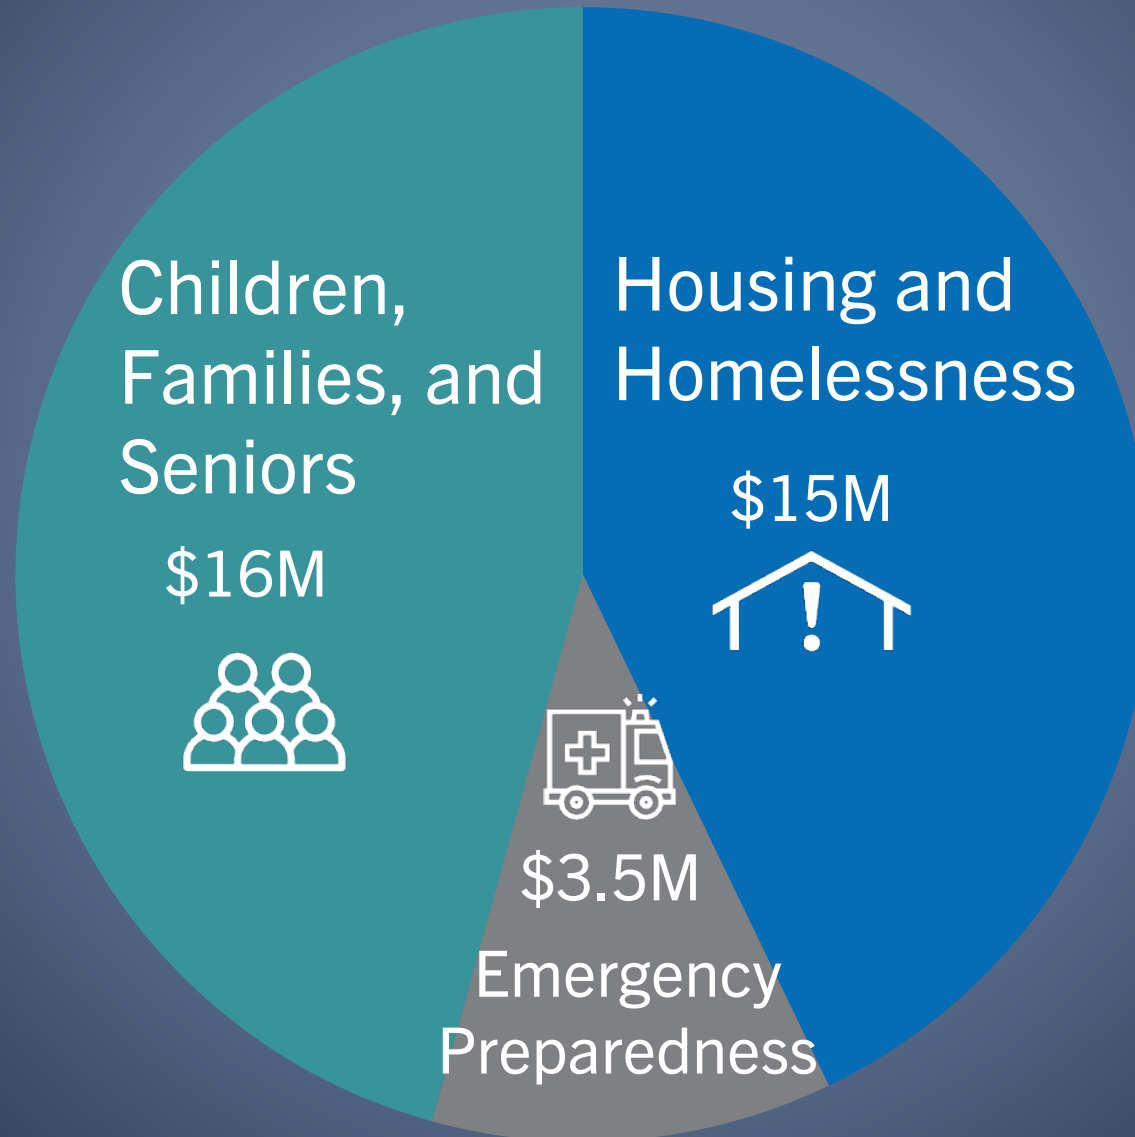 Children,
Families, and
Seniors
$16M
Housing and
Homelessness
$15M
$3.5M
Emergency
Preparedness